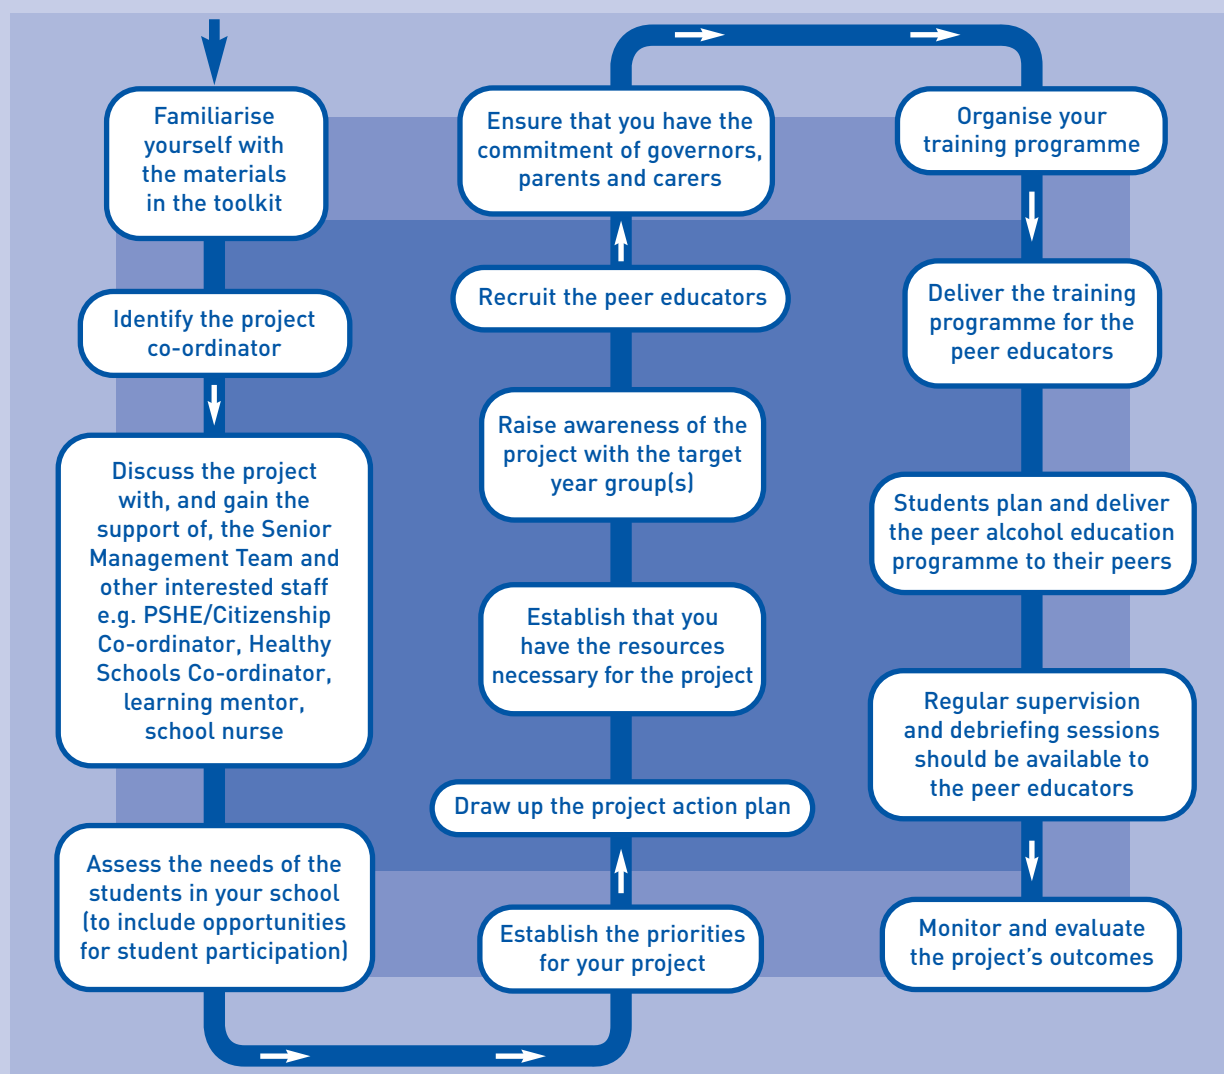 Familiarise
yourself with
the materials
in the toolkit
Identify the project
co-ordinator
Discuss the project
with, and gain the
support of, the Senior
Management Team and
other interested staff
e.g. PSHE/Citizenship
Co-ordinator, Healthy
Schools Co-ordinator,
learning mentor,
school nurse
Assess the needs of the
students in your school
(to include opportunities
for student participation)
Establish the priorities
for your project
Draw up the project action plan
Establish that you
have the resources
necessary for the project
Raise awareness of the
project with the target
year group(s)
Recruit the peer educators
Ensure that you have the
commitment of governors,
parents and carers
Organise your
training programme
Deliver the training
programme for the
peer educators
Students plan and deliver
the peer alcohol education
programme to their peers
Regular supervision
and debriefing sessions
should be available to
the peer educators
Monitor and evaluate
the project's outcomes